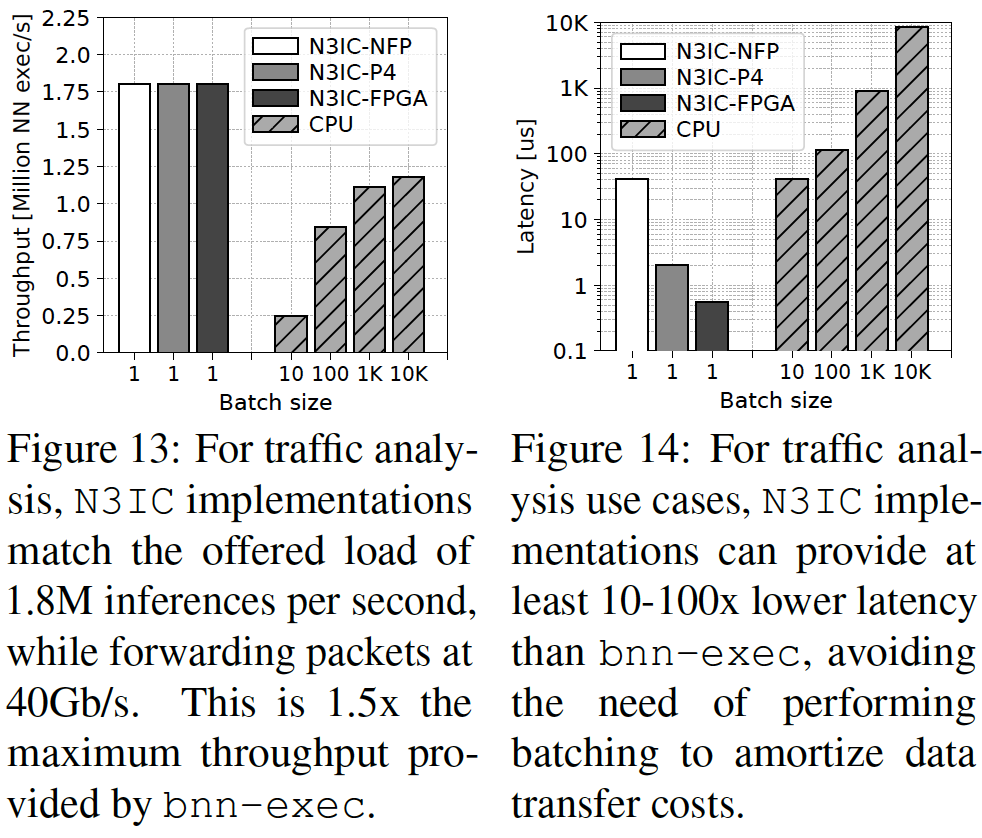 2.25
2.0
1.75
1.5
1.25
1.0
0.75
0.5
0.25
0.0
Throughput [Million NN exec/s]
N3IC-NFP
N3IC-P4
N3IC-FPGA
CPU
1 1 1 10 100 1K 10K
Batch size
Figure 13: For traffic analy-
sis, N3IC implementations
match the offered load of
1.8M inferences per second,
while forwarding packets at
40Gb/s. This is 1.5x the
maximum throughput pro-
vided by bnn-exec.
10K
1K
100
10
1
0.1
Latency [us]
N3IC-NFP
N3IC-P4
N3IC-FPGA
CPU
1 1 1 10 100 1K 10K
Batch size
Figure 14: For traffic anal-
ysis use cases, N3IC imple-
mentations can provide at
least 10-100x lower latency
than bnn-exec, avoiding
the need of performing
batching to amortize data
transfer costs.